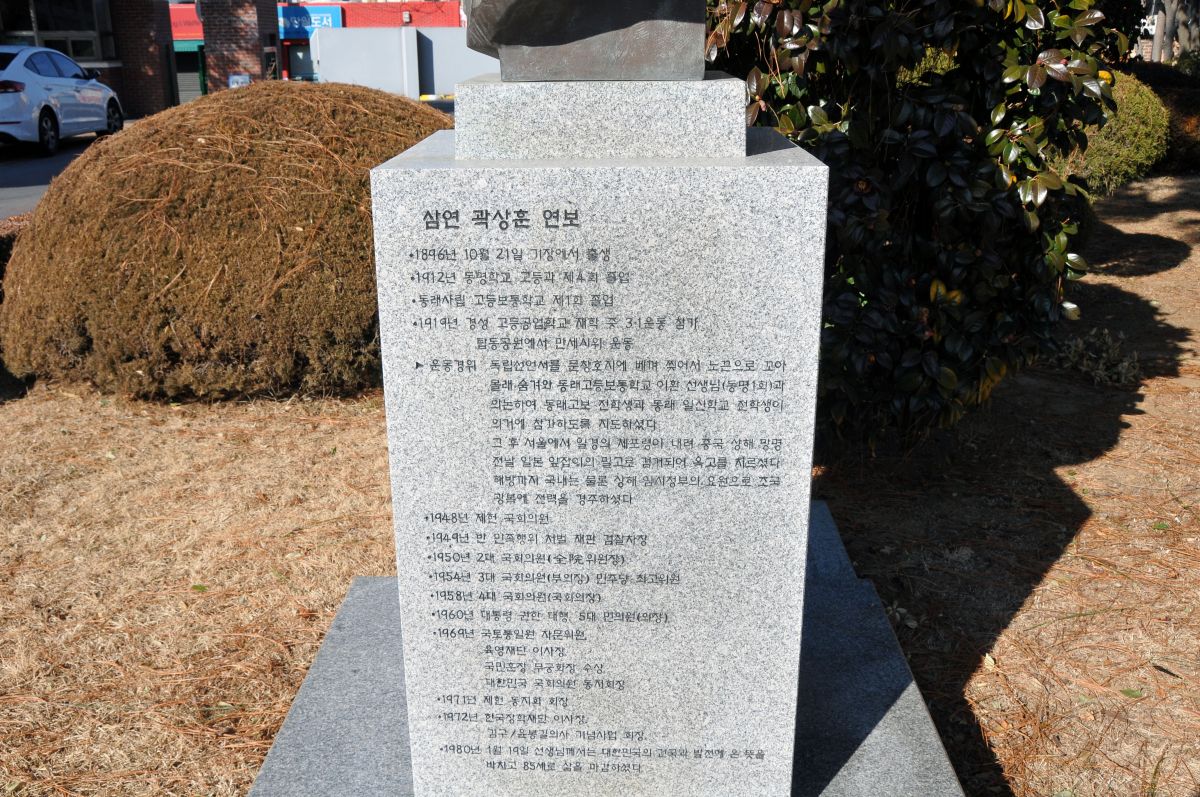 삼연 곽상훈 연보
•1896년 10월 21일 기장에서 출생
•1912년 동명학교 고등과 제4회 졸업
•동래사립 고등보통학교 제1회 졸업
•1919년 경성 고등공업학교 재학 중 3·1운동 참가
탑동공원에서 만세시위 운동
▶ 운동경위 독립선언서를 문창호지에 베껴 찢어서 노끈으로 꼬아
몰래 숨겨와 동래고등보통학교 이환 선생님(동명1회)과
의논하여 동래고보 전학생과 동래 일신학교 전학생이
의거에 참가하도록 지도하셨다
그 후 서울에서 일경의 체포령이 내려 중국 상해 망명
전날 일본 앞잡이의 밀고로 검거되어 옥고를 치르셨다
해방까지 국내는 물론 상해 임시정부의 요원으로 조국
광복에 전력을 경주하셨다
•1948년 제헌 국회의원
•1949년 반 민족행위 처벌 재판 검찰차장
•1950년 2대 국회의원(全院위원장)
•1954년 3대 국회의원(부의장) 민주당 최고위원
•1958년 4대 국회의원(국회의장)
•1960년 대통령 권한 대행, 5대 민의원(의장)
•1969년 국토통일원 자문위원,
육영재단 이사장,
국민훈장 무궁화장 수상
대한민국 국회의원 동지회장
•1971년 제헌 동지회 회장
•1972년 한국장학재단 이사장,
김구/윤봉길의사 기념사업 회장,
•1980년 1월 19일 선생님께서는 대한민국의 건국과 발전에 온 뜻을
바치고 85세로 삶을 마감하셨다